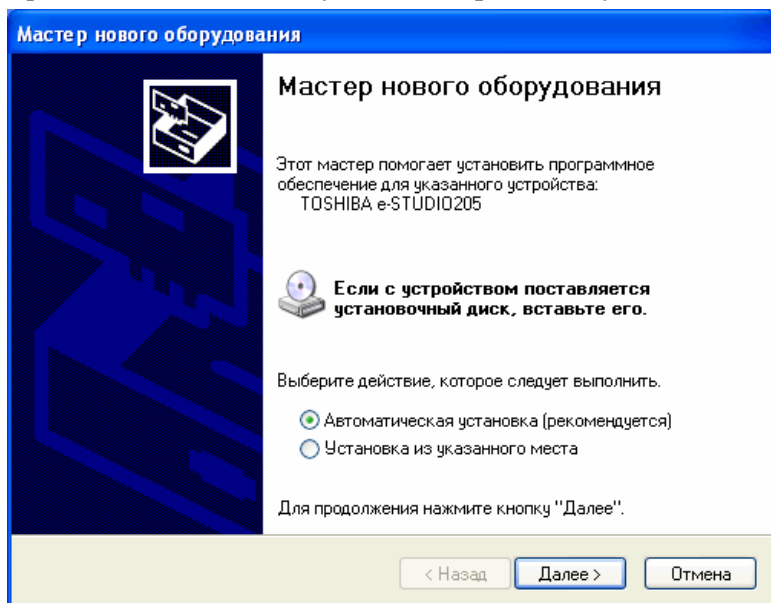 Мастер нового оборудования
Мастер нового оборудования
Этот мастер помогает установить программное
обеспечение для указанного устройства:
TOSHIBA e-STUDIO205
Если с устройством поставляется
установочный диск, вставьте его.
Выберите действие, которое следует выполнить.
Автоматическая установка (рекомендуется)
Установка из указанного места
Для продолжения нажмите кнопку "Далее".
< Назад Далее > Отмена